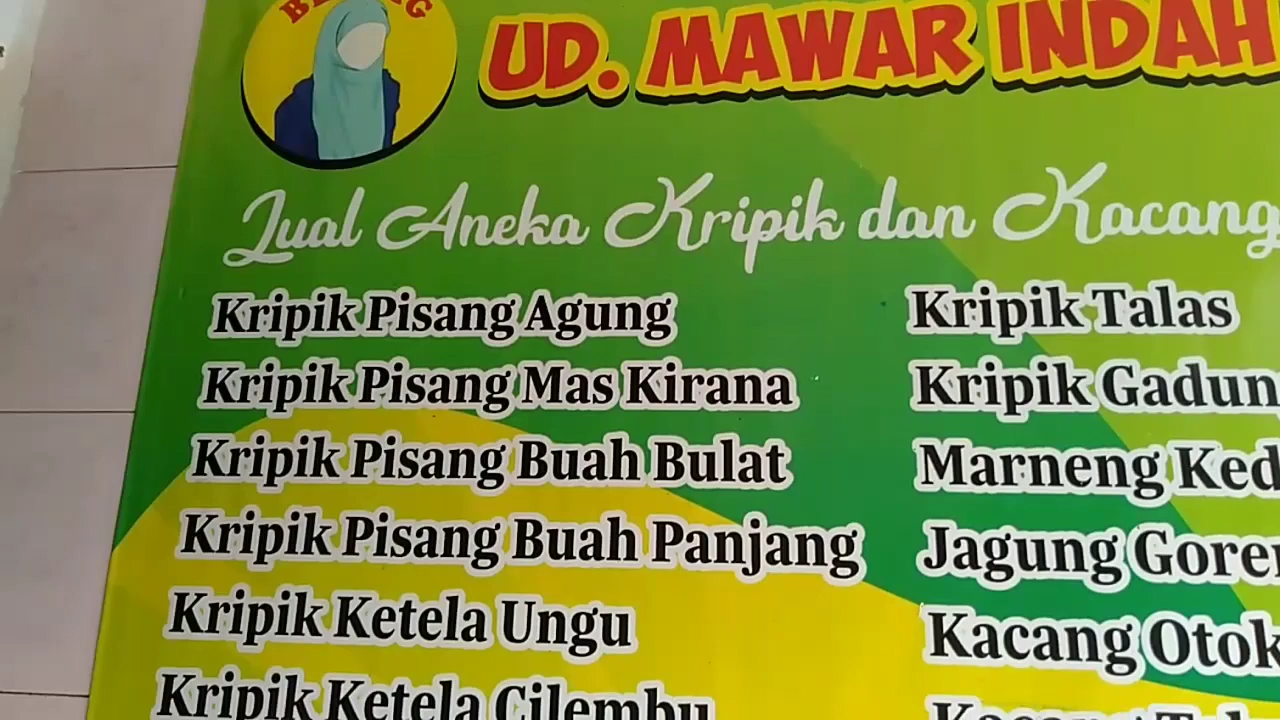 UD. MAWAR INDAH
Jual Aneka Kripik dan Kacang
Kripik Pisang Agung
Kripik Pisang Mas Kirana
Kripik Pisang Buah Bulat
Kripik Pisang Buah Panjang
Kripik Ketela Ungu
Kripik Ketela Cilembu
Kripik Talas
Kripik Gadun
Marneng Ked
Jagung Goren
Kacang Otok
Kacang